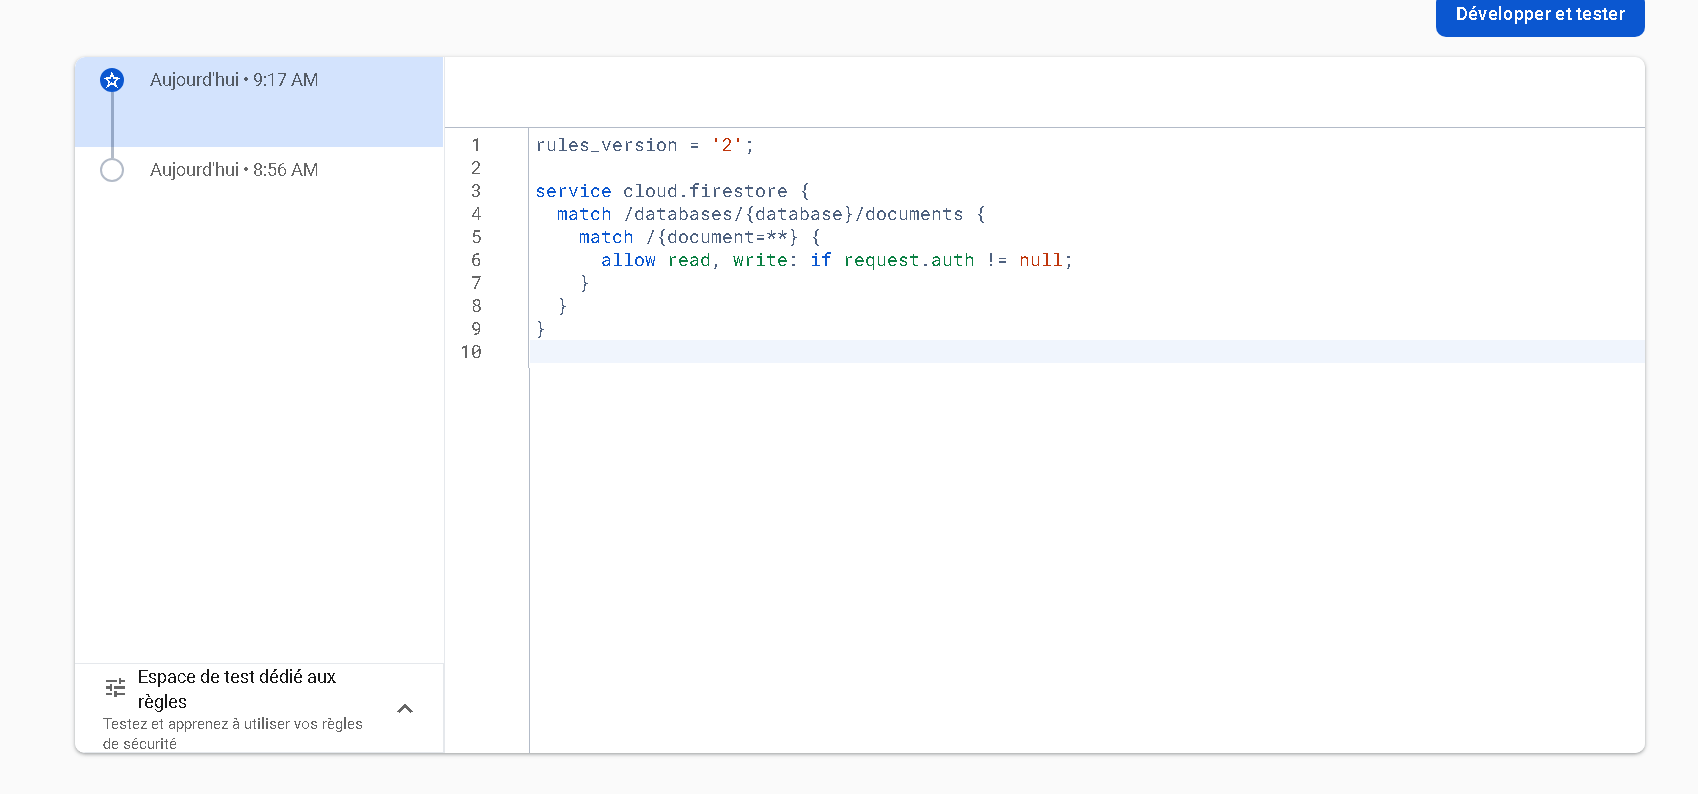 Développer et tester
Aujourd'hui • 9:17 AM
Aujourd'hui • 8:56 AM
1 rules_version = '2';
2
3 service cloud.firestore {
4   match /databases/{database}/documents {
5     match /{document=**} {
6       allow read, write: if request.auth != null;
7     }
8   }
9 }
10
Espace de test dédié aux
règles
Testez et apprenez à utiliser vos règles
de sécurité